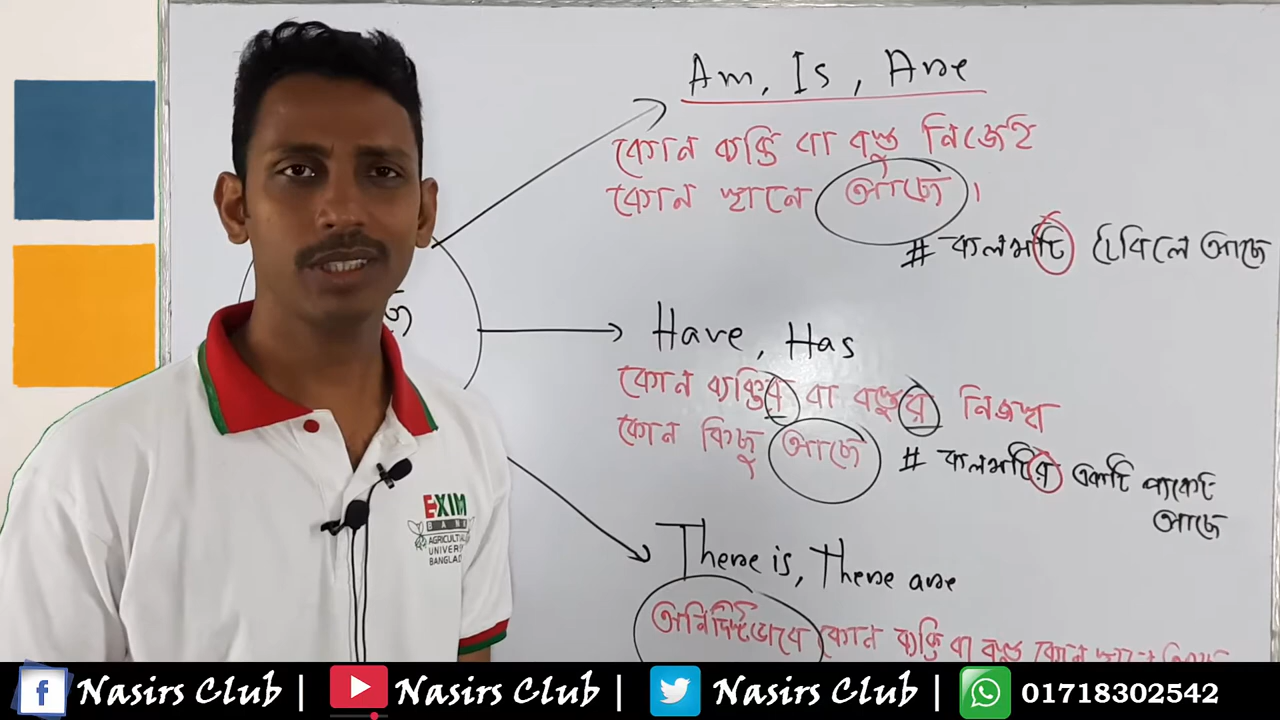 Am, Is, Are
কোন ব্যক্তি বা বস্তু নিজেই
কোন স্থানে আছে।
# কলমটি টেবিলে আছে
Have, Has
কোন ব্যক্তির বা বস্তুর নিজস্ব
কোন কিছু আছে
# কলমটির একটি প্যাকেট
আছে
There is, There are
অনির্দিষ্টভাবে কোন ব্যক্তি বা বস্তু কোন
EXIM
BANK
AGRICULTURAL
UNIVERSITY
BANGLAD
Nasirs Club | Nasirs Club | Nasirs Club | 01718302542